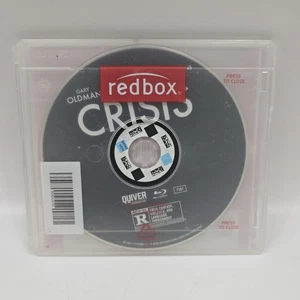 redbox.
GARY
OLDMAN
CRISIS
PRESS
TO CLOSE
QUIVER
R
PRESS
TO CLOSE